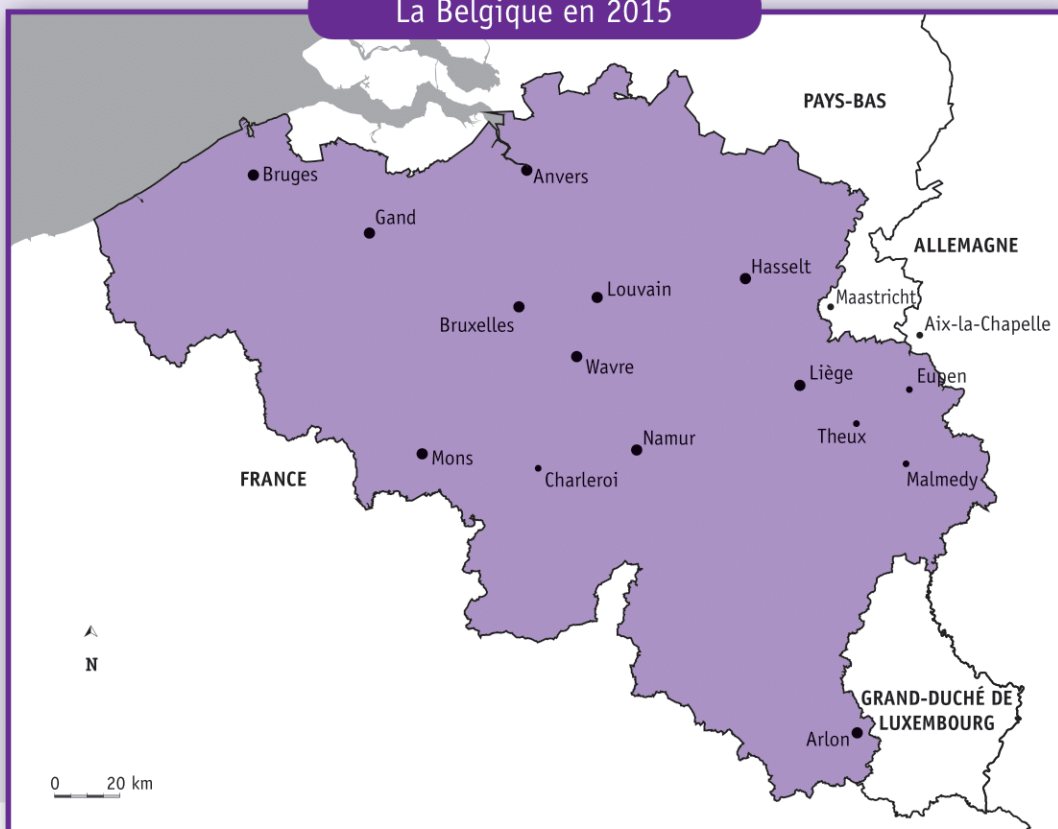 La Belgique en 2015
PAYS-BAS
Bruges
Anvers
Gand
ALLEMAGNE
Hasselt
Louvain
Maastricht
Bruxelles
Aix-la-Chapelle
Wavre
Liège
Eupen
Theux
Namur
Mons
Charleroi
Malmedy
FRANCE
N
GRAND-DUCHÉ DE
LUXEMBOURG
Arlon
0 20 km